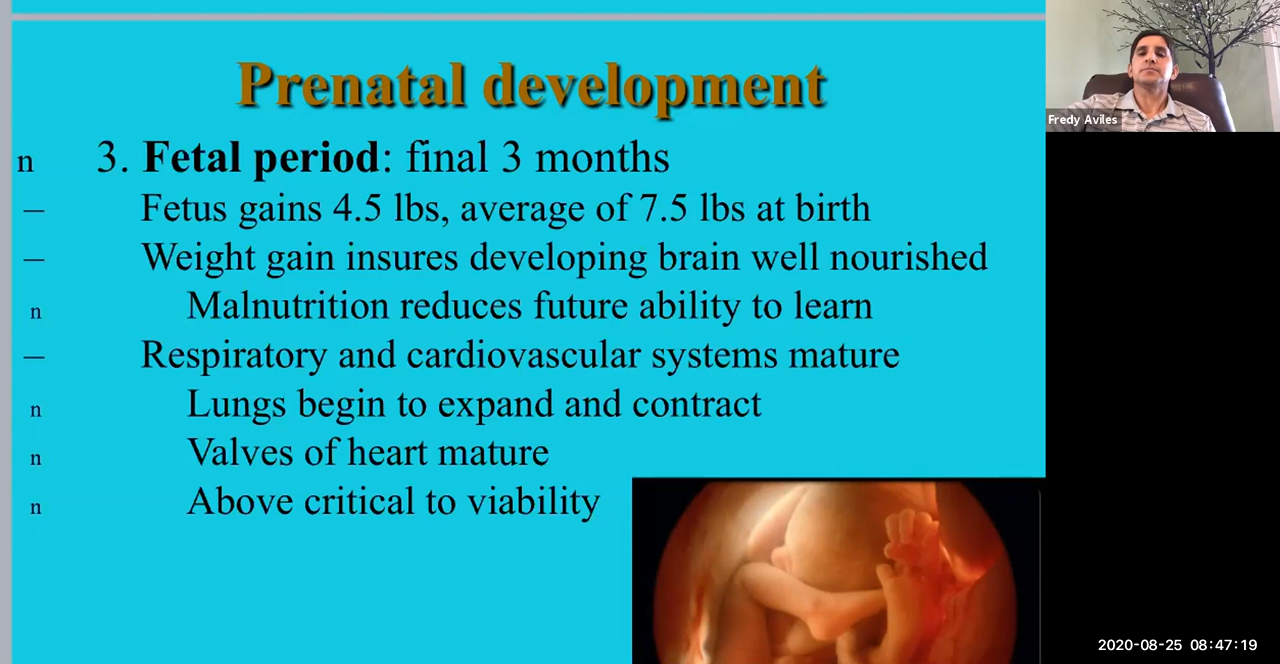 Prenatal development
n 3. Fetal period: final 3 months
– Fetus gains 4.5 lbs, average of 7.5 lbs at birth
– Weight gain insures developing brain well nourished
n Malnutrition reduces future ability to learn
– Respiratory and cardiovascular systems mature
n Lungs begin to expand and contract
n Valves of heart mature
n Above critical to viability
Fredy Aviles
2020-08-25 08:47:19